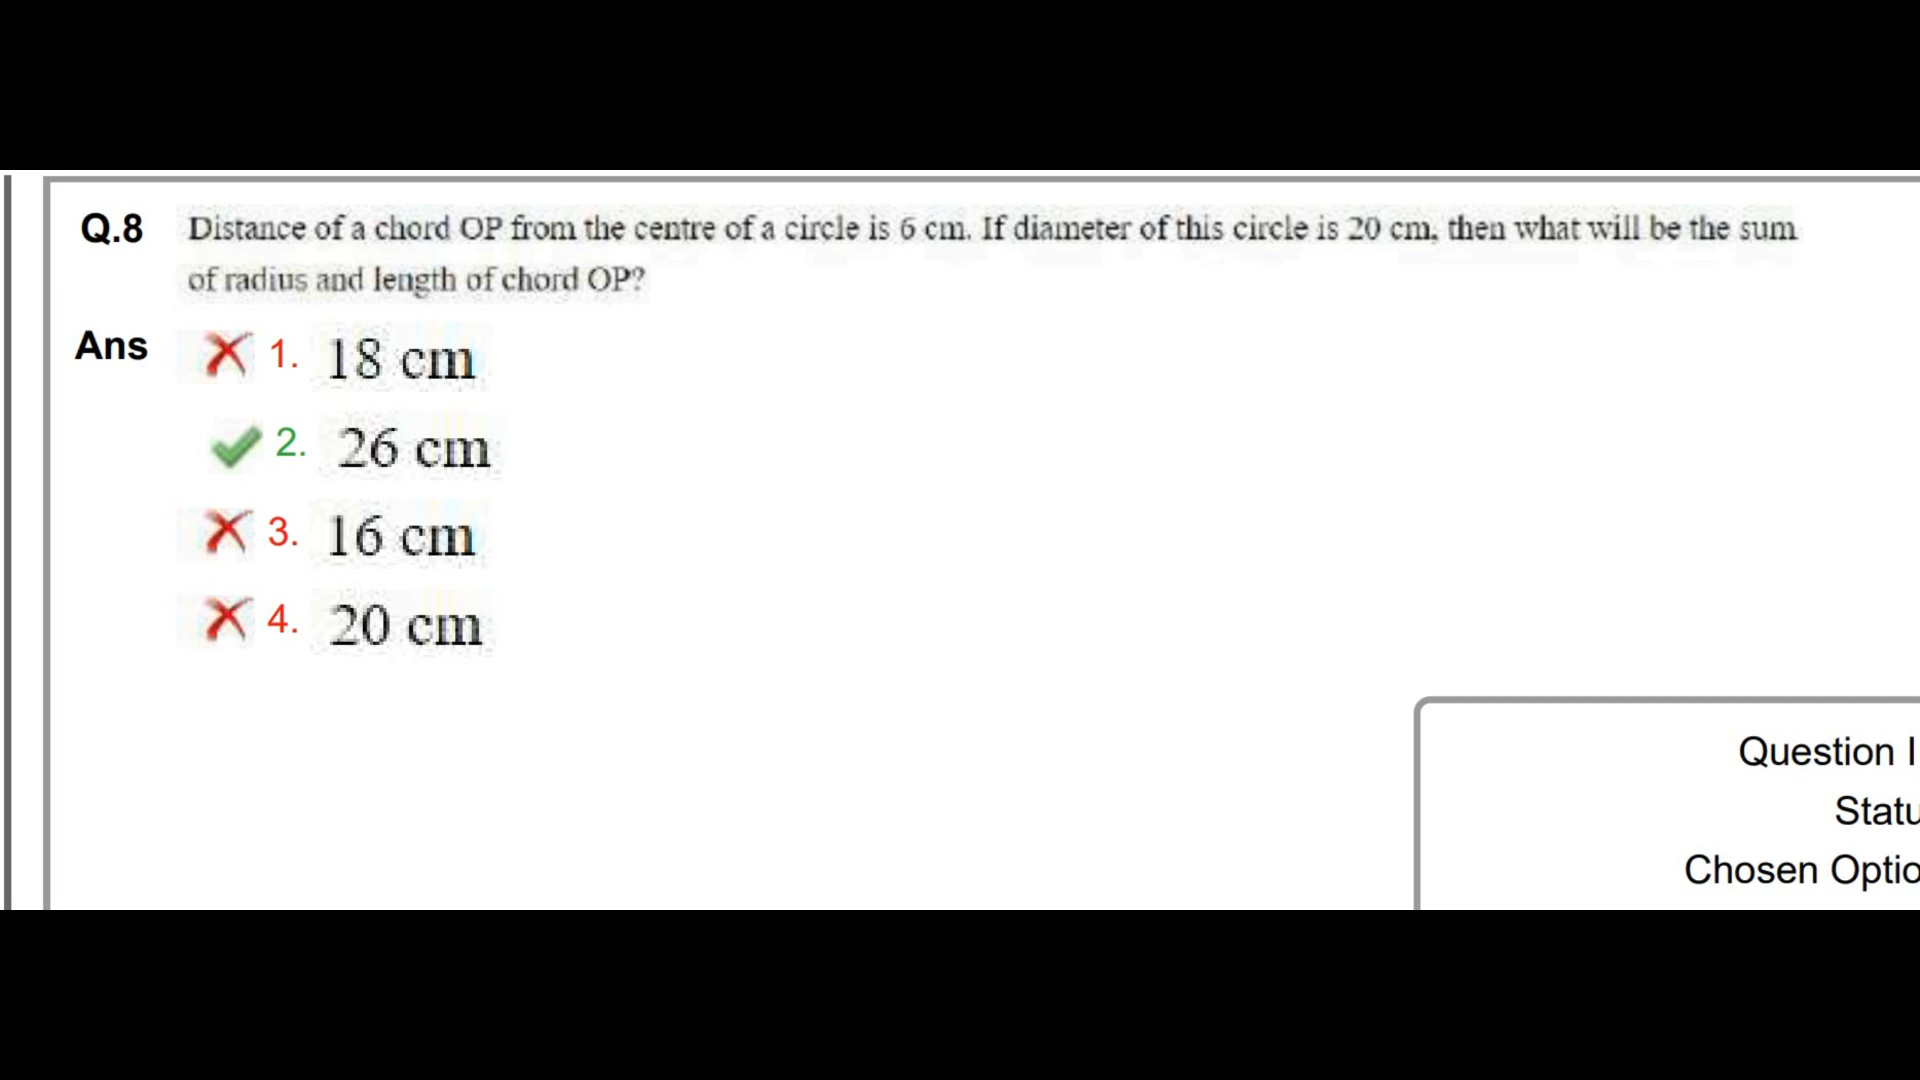 Q.8 Distance of a chord OP from the centre of a circle is 6 cm. If diameter of this circle is 20 cm, then what will be the sum
of radius and length of chord OP?
Ans 1. 18 cm
2. 26 cm
3. 16 cm
4. 20 cm
Question I
Statu
Chosen Optio